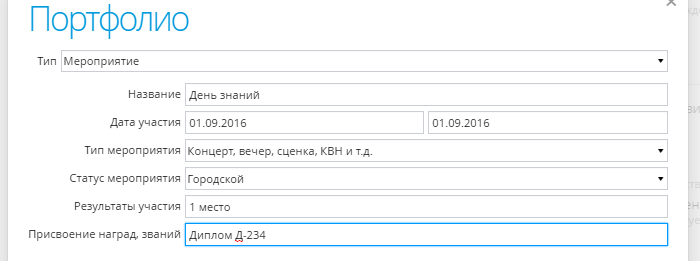 Портфолио
Тип Мероприятие
Название День знаний
Дата участия 01.09.2016 01.09.2016
Тип мероприятия Концерт, вечер, сценка, КВН и т.д.
Статус мероприятия Городской
Результаты участия 1 место
Присвоение наград, званий Диплом Д-234